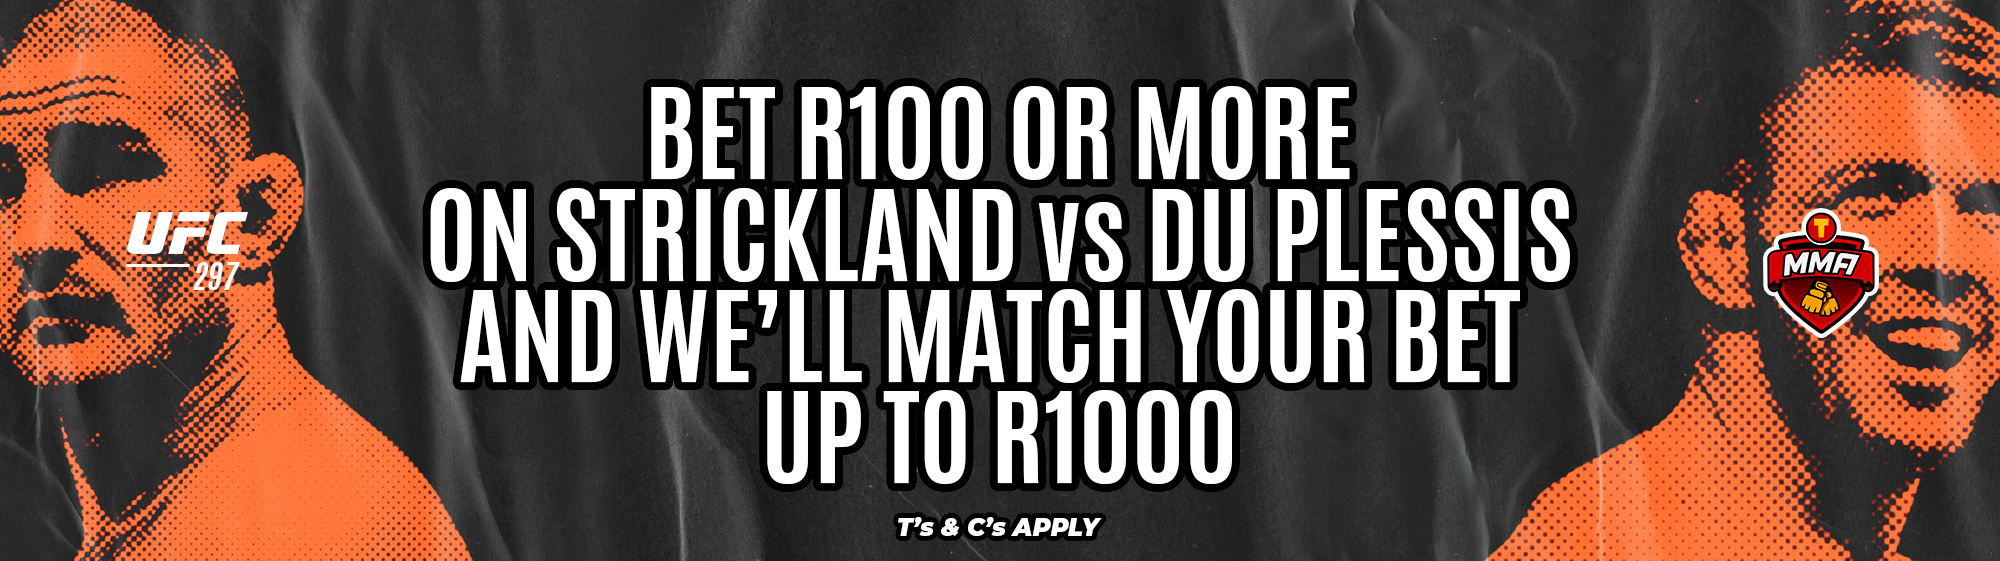 BET R100 OR MORE
ON STRICKLAND vs DU PLESSIS
AND WE'LL MATCH YOUR BET
UP TO R1000
T's & C's APPLY
UFC
297
T
MMA